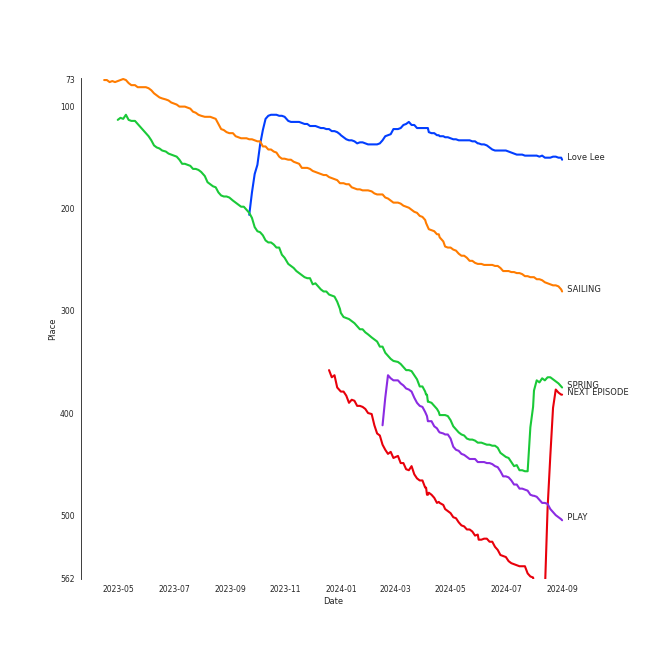 73
100
200
300
400
500
562
Place
2023-05
2023-07
2023-09
2023-11
2024-01
2024-03
2024-05
2024-07
2024-09
Date
Love Lee
SAILING
SPRING
NEXT EPISODE
PLAY